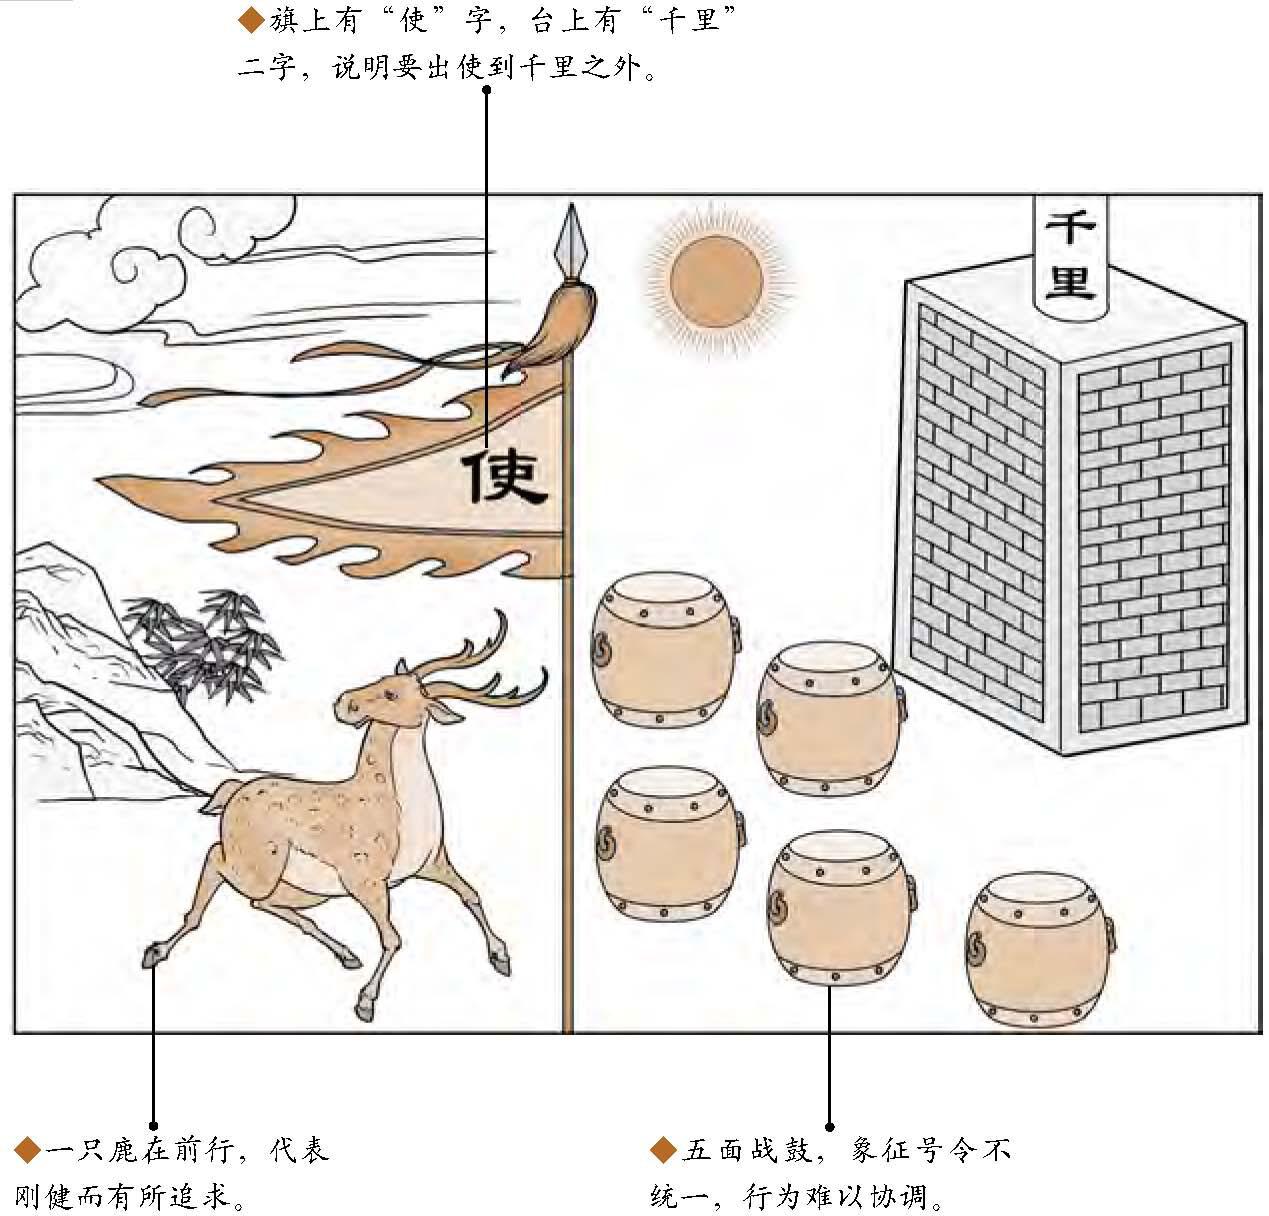 ◆旗上有“使”字，台上有“千里”
二字，说明要出使到千里之外。
千
里
使
◆一只鹿在前行，代表
刚健而有所追求。
◆五面战鼓，象征号令不
统一，行为难以协调。